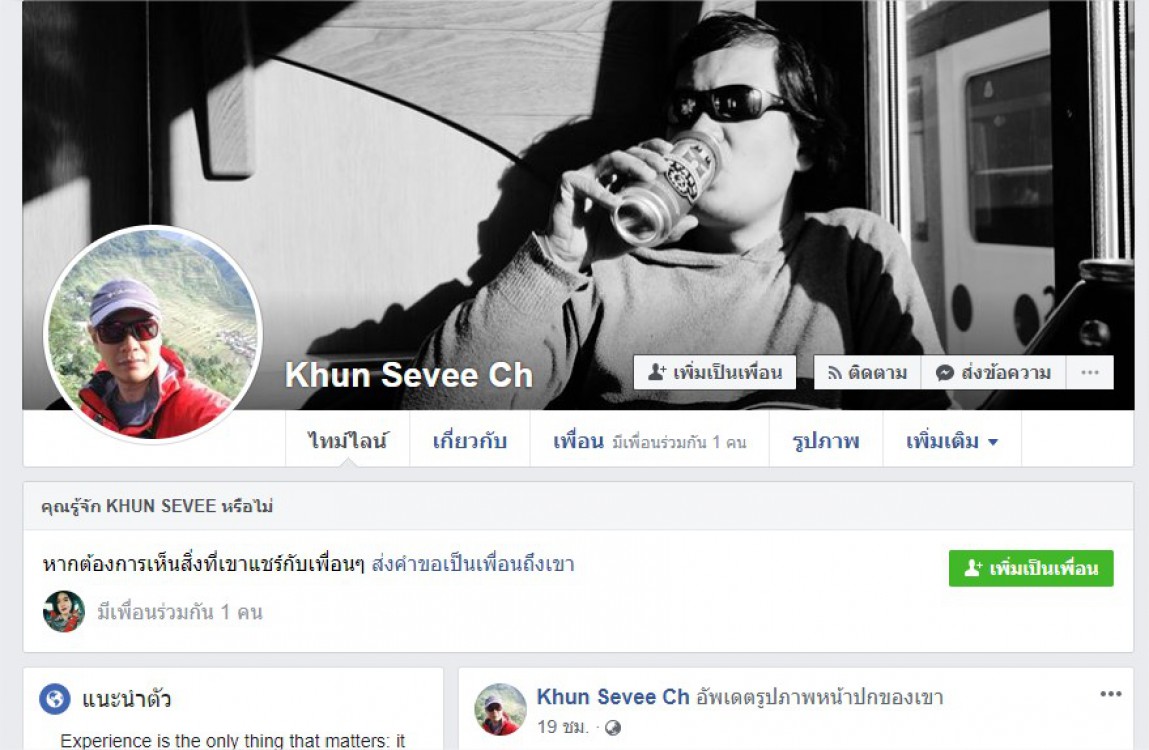 Khun Sevee Ch
เพิ่มเป็นเพื่อน
ติดตาม
ส่งข้อความ
ไทม์ไลน์
เกี่ยวกับ
เพื่อน มีเพื่อนร่วมกัน 1 คน
รูปภาพ
เพิ่มเติม
คุณรู้จัก KHUN SEVEE หรือไม่
หากต้องการเห็นสิ่งที่เขาแชร์กับเพื่อนๆ ส่งคำขอเป็นเพื่อนถึงเขา
เพิ่มเป็นเพื่อน
มีเพื่อนร่วมกัน 1 คน
แนะนำตัว
Experience is the only thing that matters: it
Khun Sevee Ch อัพเดตรูปภาพหน้าปกของเขา
19 ชม. ·